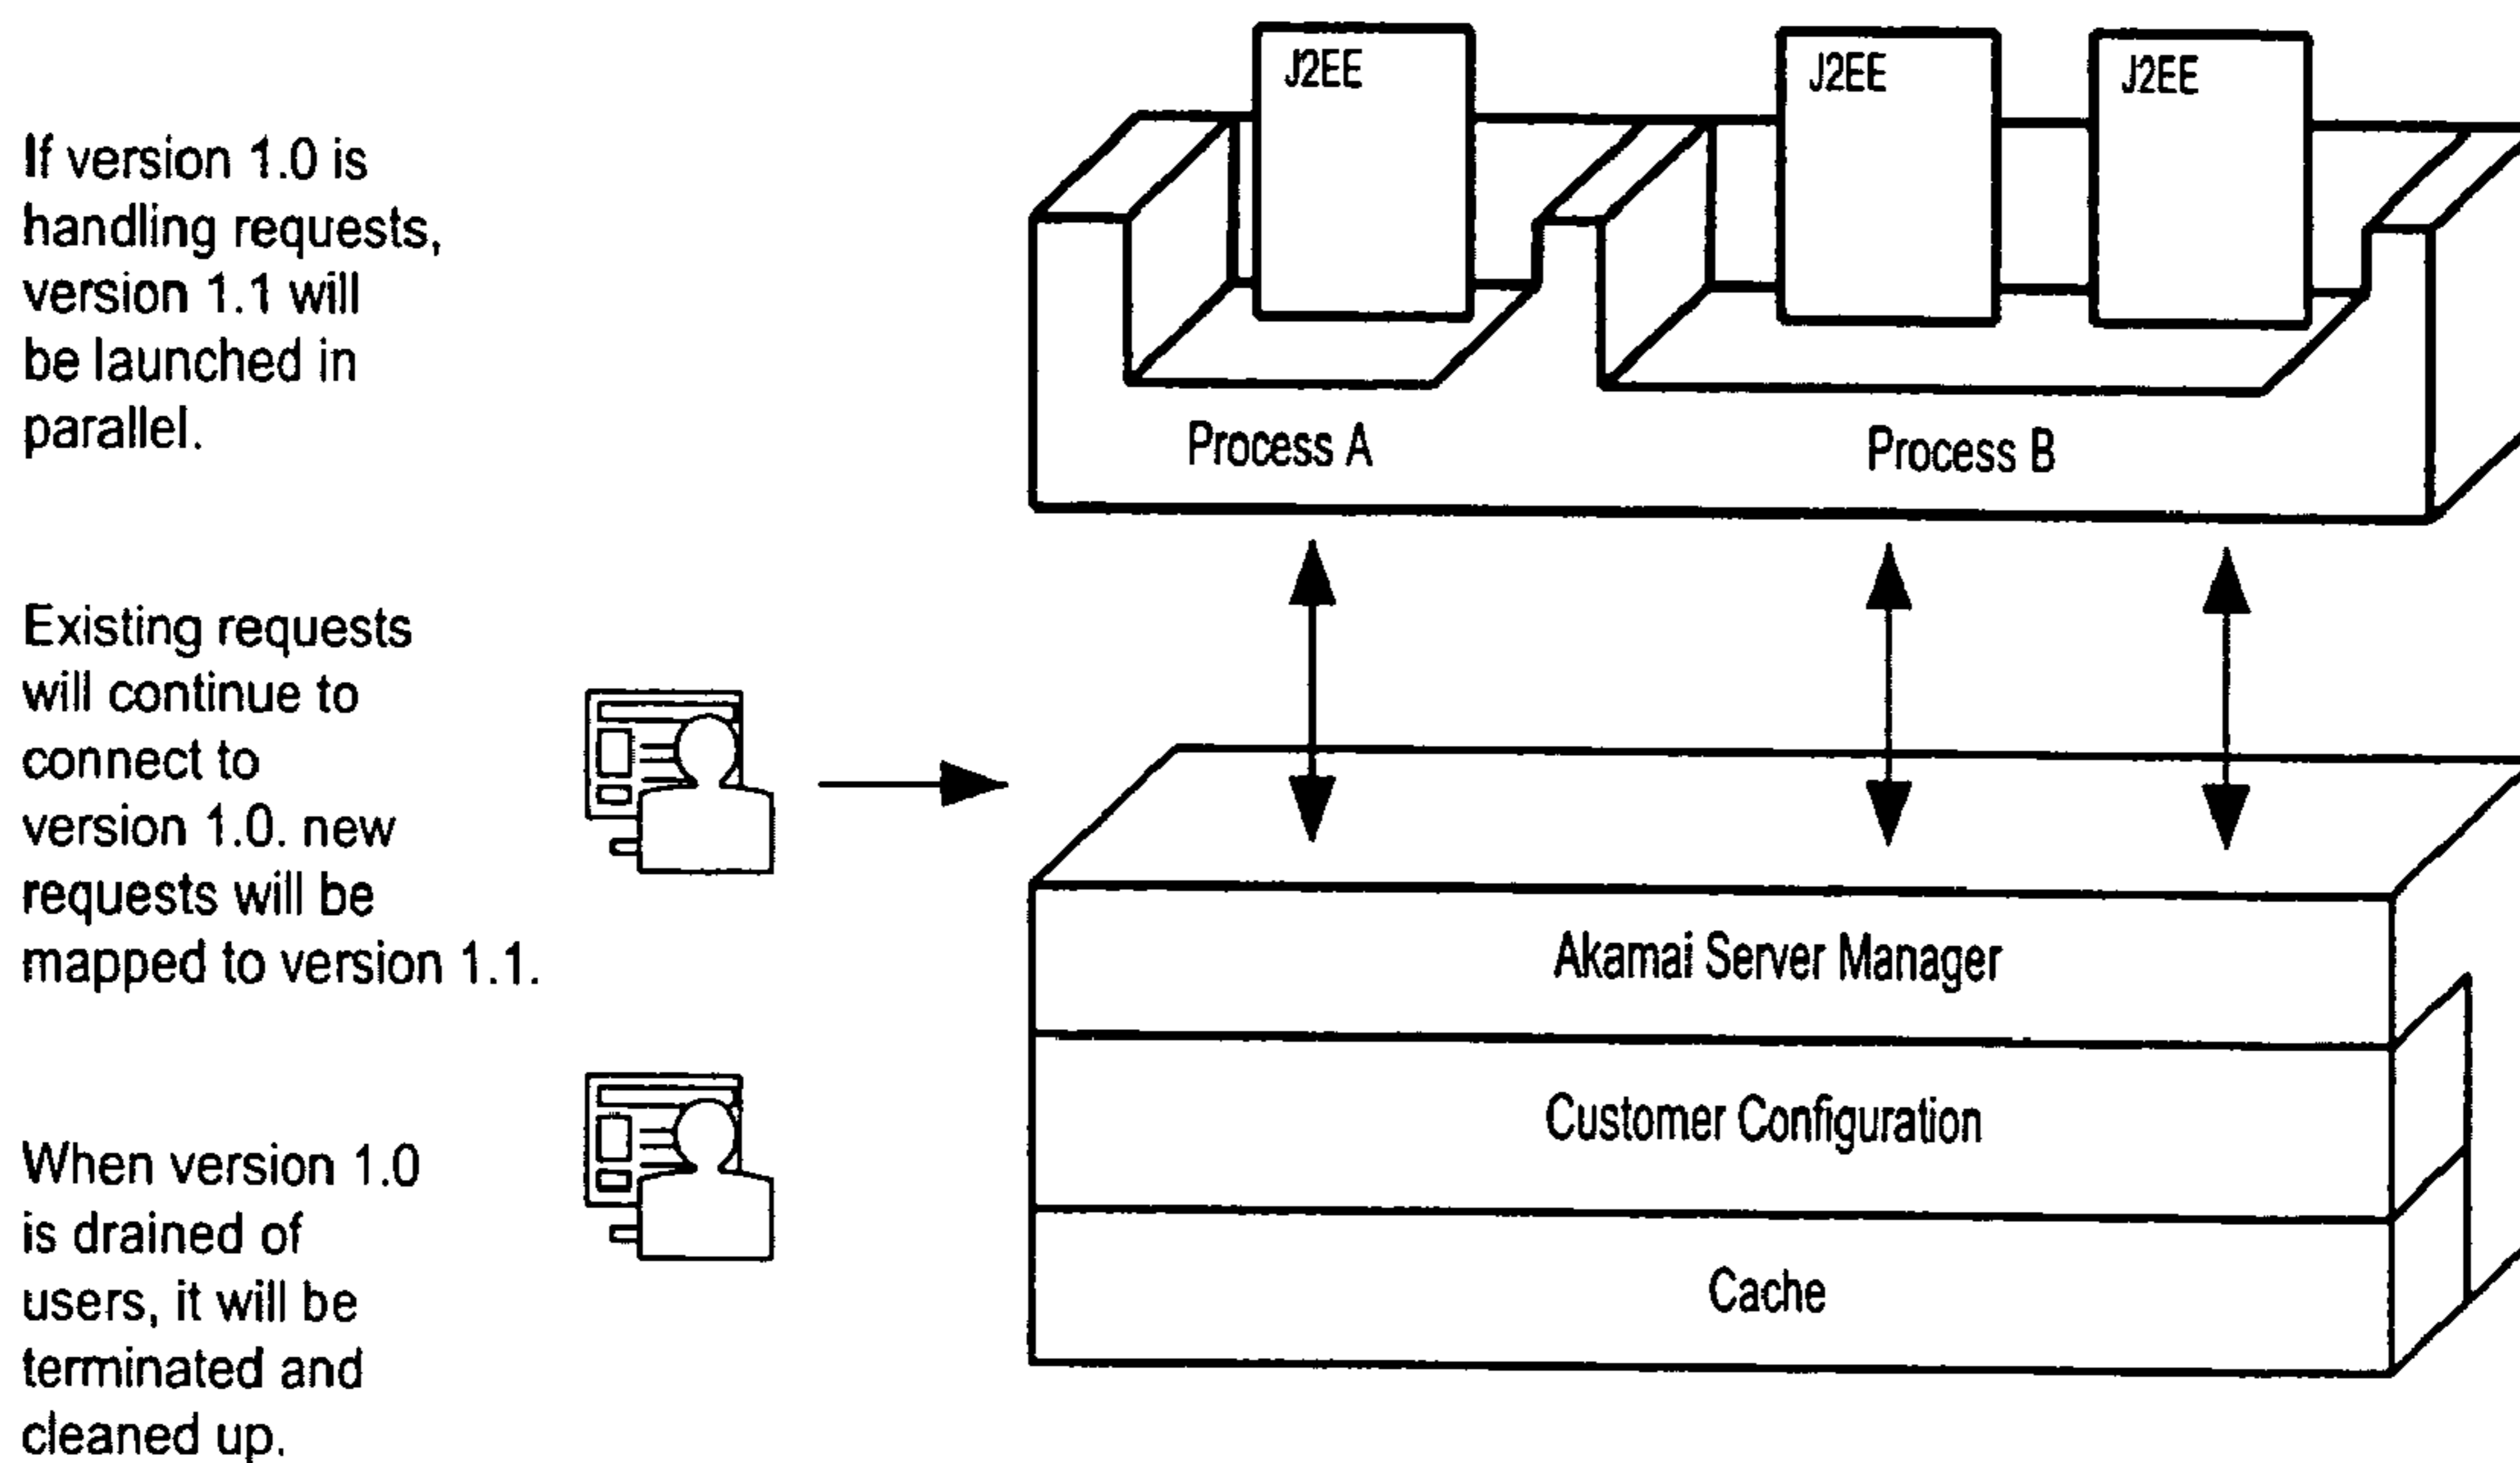 If version 1.0 is
handling requests,
version 1.1 will
be launched in
parallel.
Existing requests
will continue to
connect to
version 1.0. new
requests will be
mapped to version 1.1.
When version 1.0
is drained of
users, it will be
terminated and
cleaned up.
J2EE
J2EE
J2EE
Process A
Process B
Akamai Server Manager
Customer Configuration
Cache